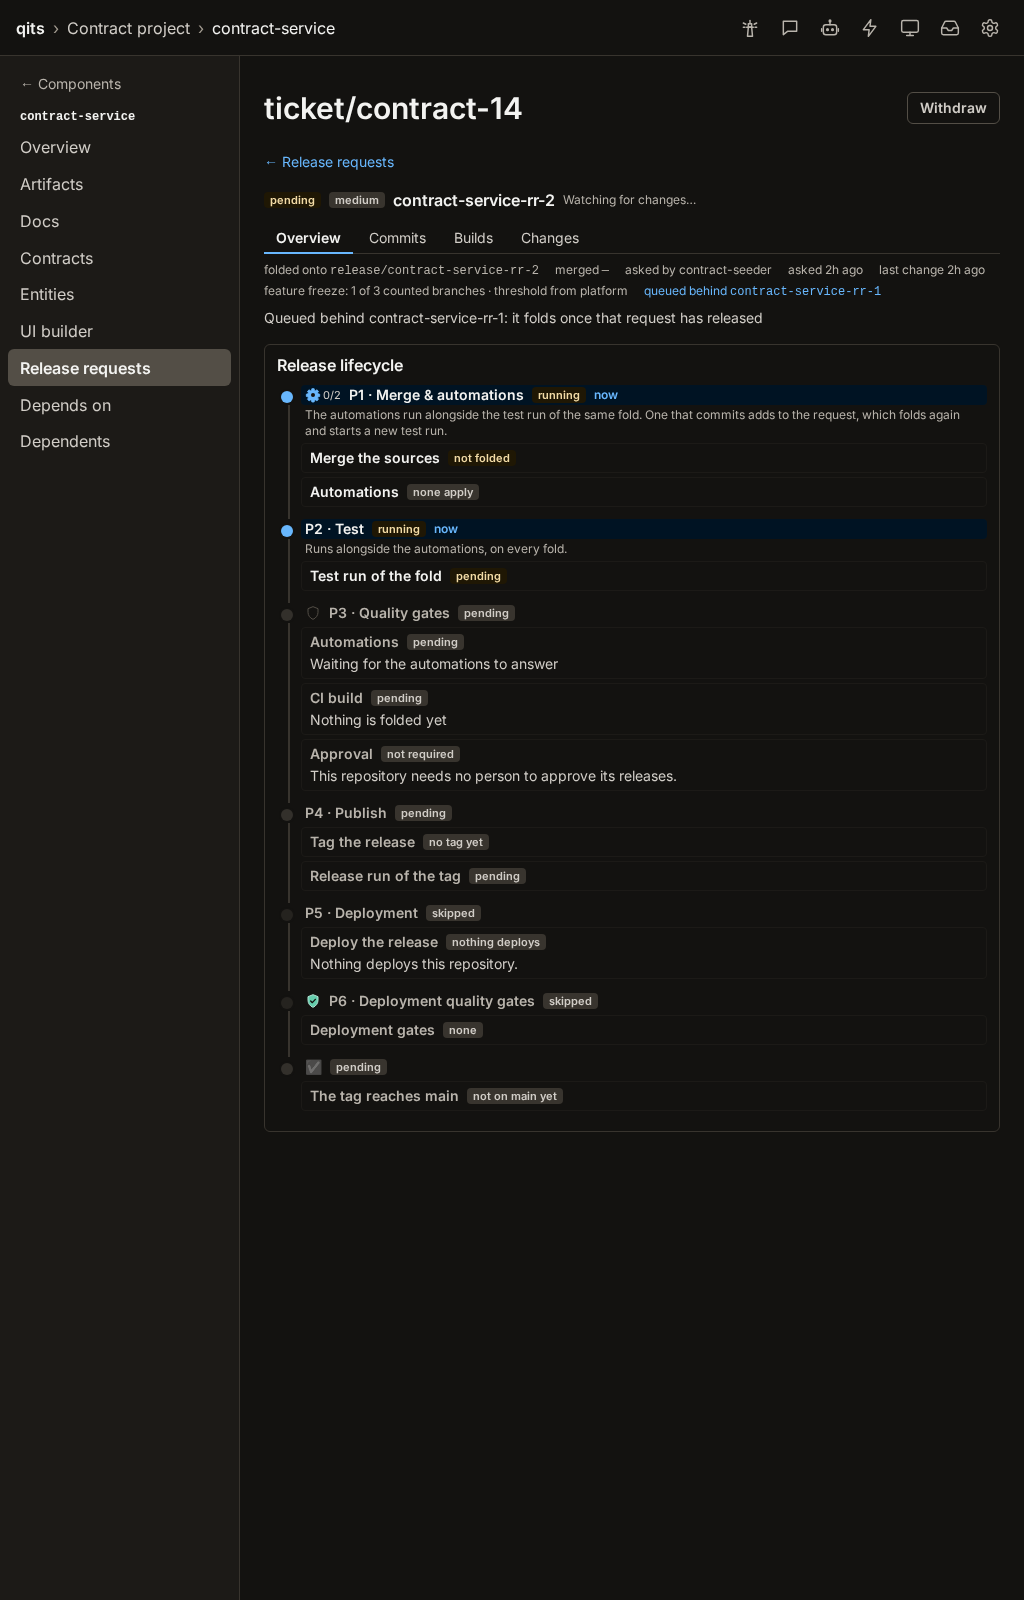 qits › Contract project › contract-service
← Components
contract-service
Overview
Artifacts
Docs
Contracts
Entities
UI builder
Release requests
Depends on
Dependents
ticket/contract-14
Withdraw
← Release requests
pending medium contract-service-rr-2 Watching for changes…
Overview Commits Builds Changes
folded onto release/contract-service-rr-2 merged — asked by contract-seeder asked 2h ago last change 2h ago
feature freeze: 1 of 3 counted branches · threshold from platform queued behind contract-service-rr-1
Queued behind contract-service-rr-1: it folds once that request has released
Release lifecycle
0/2 P1 · Merge & automations running now
The automations run alongside the test run of the same fold. One that commits adds to the request, which folds again
and starts a new test run.
Merge the sources not folded
Automations none apply
P2 · Test running now
Runs alongside the automations, on every fold.
Test run of the fold pending
P3 · Quality gates pending
Automations pending
Waiting for the automations to answer
CI build pending
Nothing is folded yet
Approval not required
This repository needs no person to approve its releases.
P4 · Publish pending
Tag the release no tag yet
Release run of the tag pending
P5 · Deployment skipped
Deploy the release nothing deploys
Nothing deploys this repository.
P6 · Deployment quality gates skipped
Deployment gates none
pending
The tag reaches main not on main yet